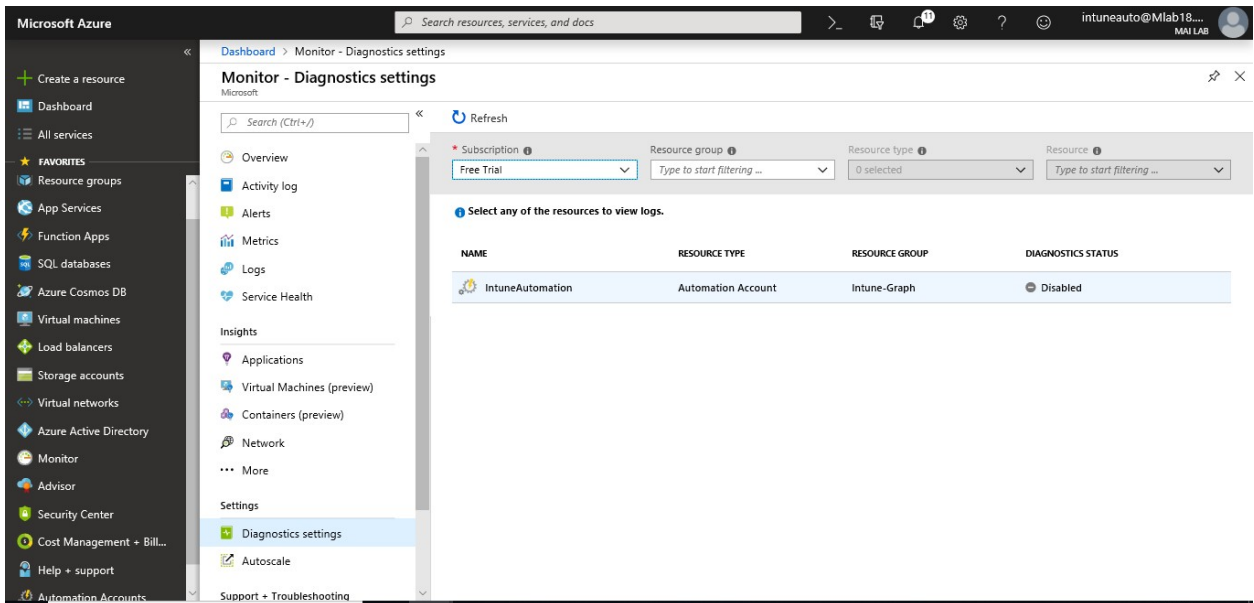 Microsoft Azure
Search resources, services, and docs
11
intuneauto@Mlab18....
MAI LAB
Create a resource
Dashboard
All services
FAVORITES
Resource groups
App Services
Function Apps
SQL databases
Azure Cosmos DB
Virtual machines
Load balancers
Storage accounts
Virtual networks
Azure Active Directory
Monitor
Advisor
Security Center
Cost Management + Bill...
Help + support
Automation Accounts
Dashboard > Monitor - Diagnostics settings
Monitor - Diagnostics settings
Microsoft
Search (Ctrl+/)
Overview
Activity log
Alerts
Metrics
Logs
Service Health
Insights
Applications
Virtual Machines (preview)
Containers (preview)
Network
More
Settings
Diagnostics settings
Autoscale
Support + Troubleshooting
Refresh
* Subscription Resource group Resource type Resource
Free Trial Type to start filtering ... 0 selected Type to start filtering ...
Select any of the resources to view logs.
NAME RESOURCE TYPE RESOURCE GROUP DIAGNOSTICS STATUS
IntuneAutomation Automation Account Intune-Graph Disabled